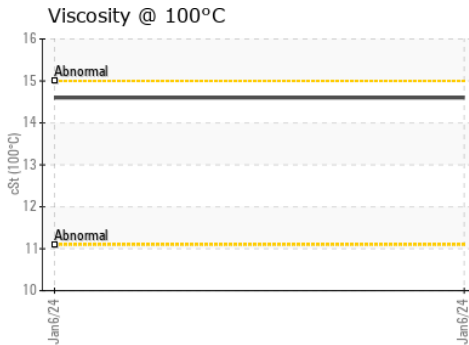 Viscosity @ 100°C
16
Abnormal
15
14
13
12
Abnormal
11
10
cSt (100°C)
Jan6/24
Jan6/24